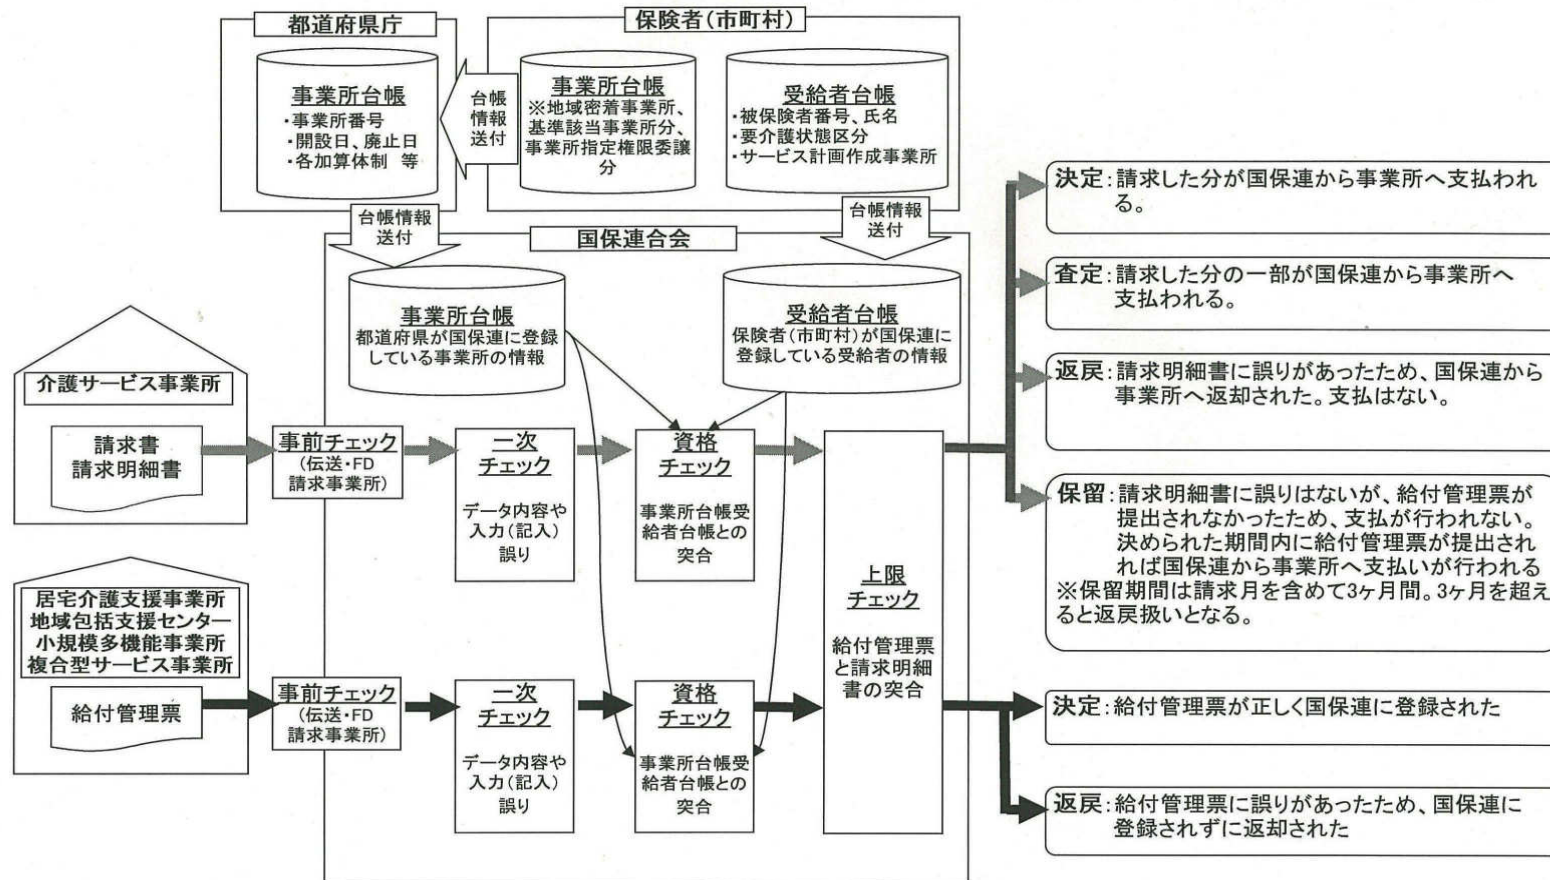 都道府県庁
事業所台帳
・事業所番号
・開設日、廃止日
・各加算体制 等
台帳
情報
送付
保険者(市町村)
事業所台帳
※地域密着事業所、
基準該当事業所分、
事業所指定権限委譲
分
受給者台帳
・被保険者番号、氏名
・要介護状態区分
・サービス計画作成事業所
台帳情報
送付
台帳情報
送付
国保連合会
事業所台帳
都道府県が国保連に登録
している事業所の情報
受給者台帳
保険者(市町村)が国保連に
登録している受給者の情報
介護サービス事業所
請求書
請求明細書
事前チェック
(伝送・FD
請求事業所)
一次
チェック
データ内容や
入力(記入)
誤り
資格
チェック
事業所台帳受
給者台帳との
突合
居宅介護支援事業所
地域包括支援センター
小規模多機能事業所
複合型サービス事業所
給付管理票
事前チェック
(伝送・FD
請求事業所)
一次
チェック
データ内容や
入力(記入)
誤り
資格
チェック
事業所台帳受
給者台帳との
突合
上限
チェック
給付管理票
と請求明細
書の突合
決定:請求した分が国保連から事業所へ支払われ
る。
査定:請求した分の一部が国保連から事業所へ
支払われる。
返戻:請求明細書に誤りがあったため、国保連から
事業所へ返却された。支払はない。
保留:請求明細書に誤りはないが、給付管理票が
提出されなかったため、支払が行われない。
決められた期間内に給付管理票が提出され
れば国保連から事業所へ支払いが行われる
※保留期間は請求月を含めて3ヶ月間。3ヶ月を超え
ると返戻扱いとなる。
決定:給付管理票が正しく国保連に登録された
返戻:給付管理票に誤りがあったため、国保連に
登録されずに返却された